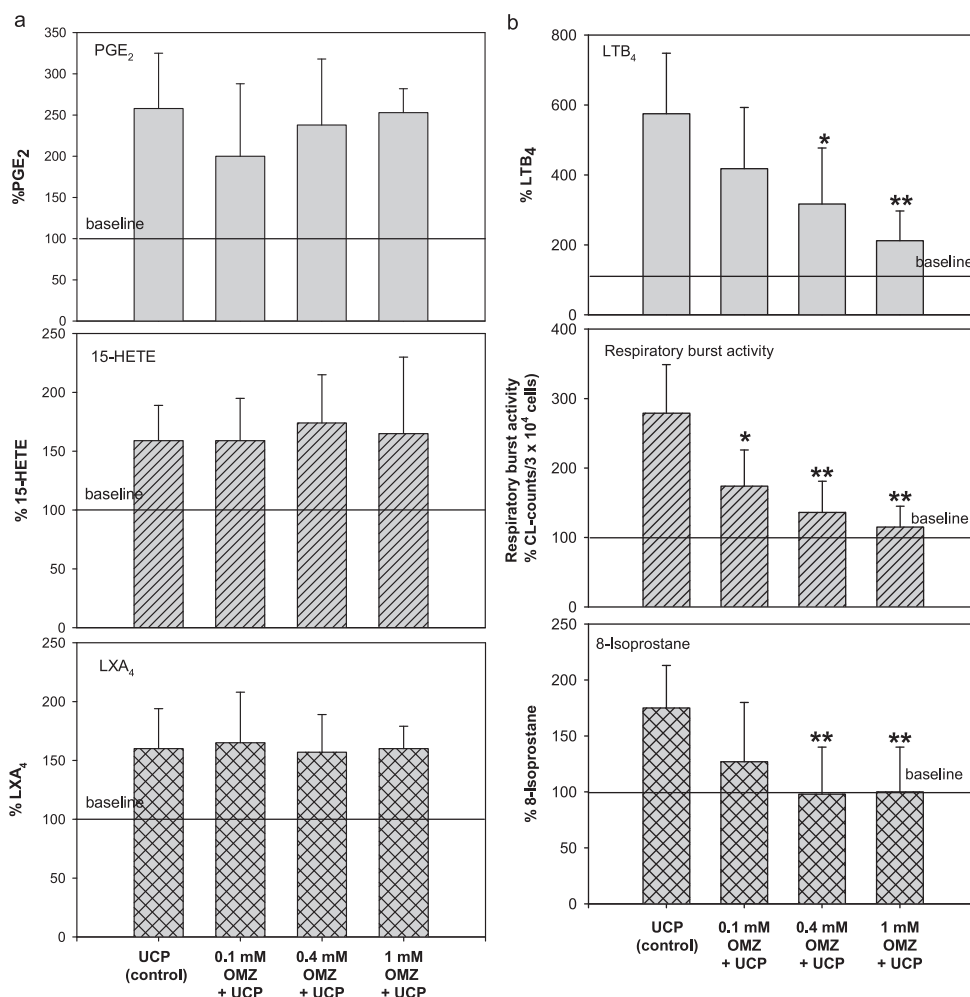 a
PGE2
%PGE2
350
300
250
200
150
100
50
0
baseline
15-HETE
% 15-HETE
250
200
150
100
50
0
baseline
LXA4
% LXA4
250
200
150
100
50
0
baseline
UCP
(control)
0.1 mM
OMZ
+ UCP
0.4 mM
OMZ
+ UCP
1 mM
OMZ
+ UCP
b
LTB4
% LTB4
800
600
400
200
0
*
**
baseline
Respiratory burst activity
Respiratory burst activity
% CL-counts/3 x 10⁴ cells)
400
300
200
100
0
*
**
**
baseline
8-Isoprostane
% 8-Isoprostane
250
200
150
100
50
0
**
**
baseline
UCP
(control)
0.1 mM
OMZ
+ UCP
0.4 mM
OMZ
+ UCP
1 mM
OMZ
+ UCP